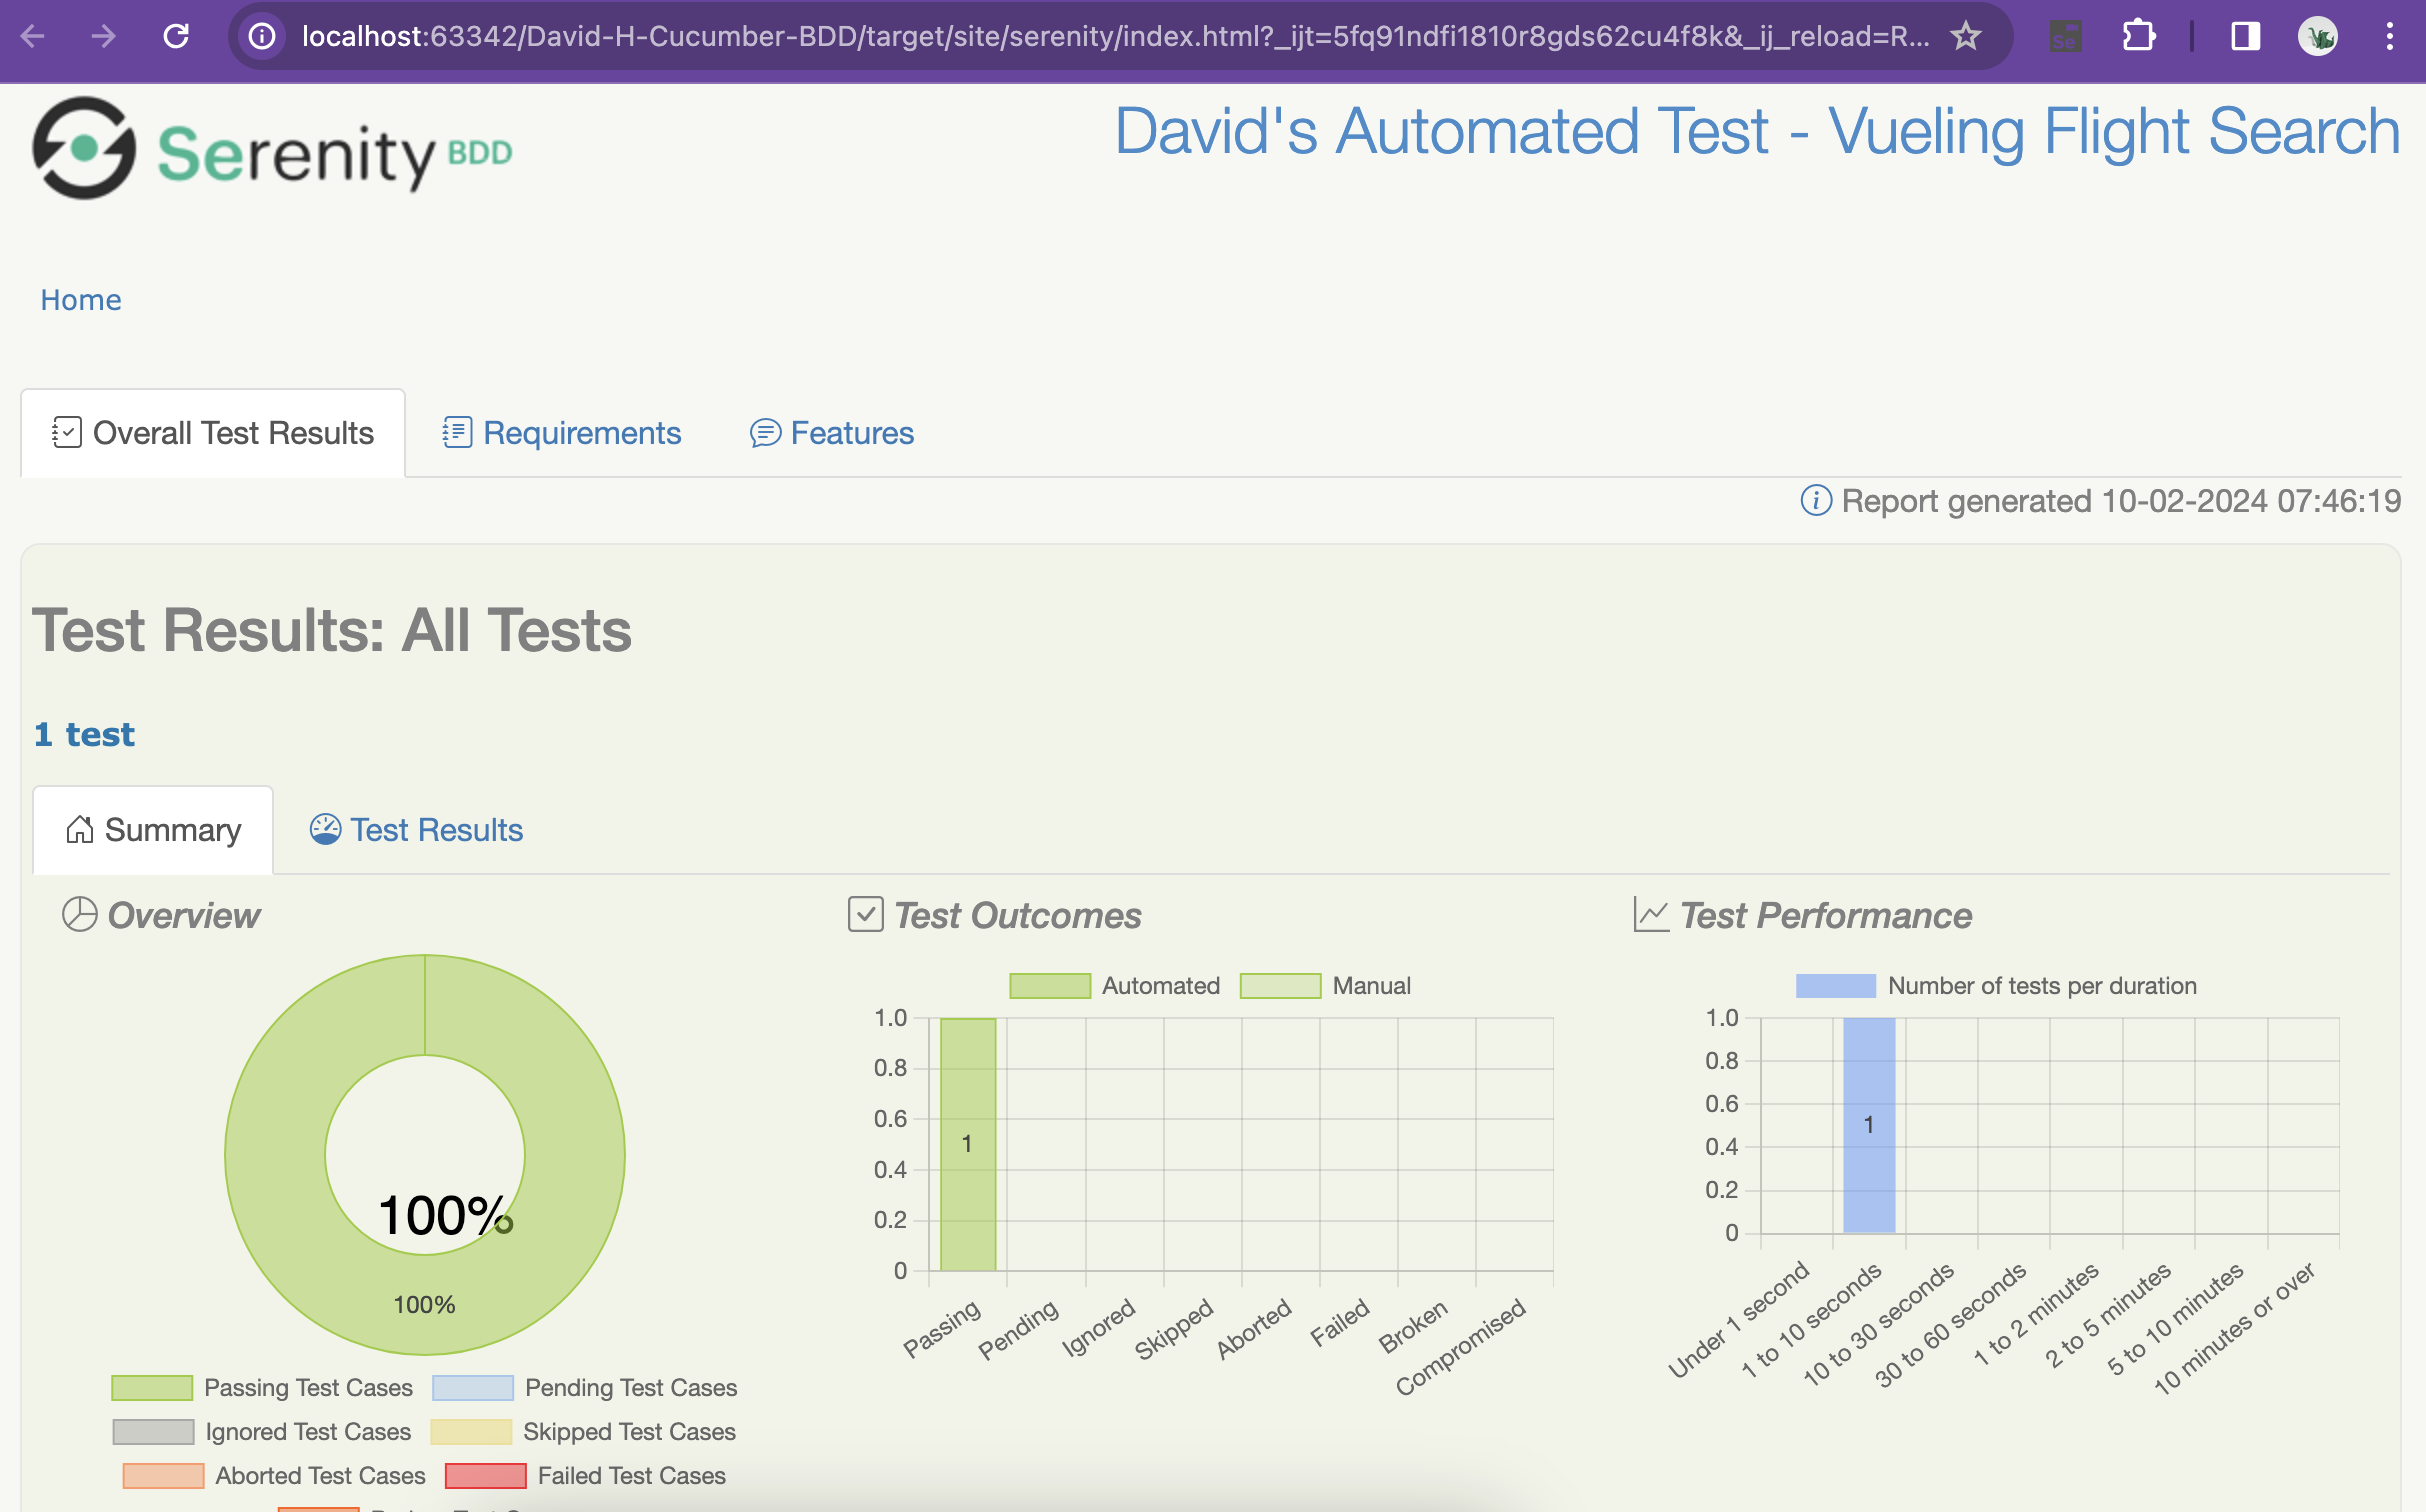 localhost:63342/David-H-Cucumber-BDD/target/site/serenity/index.html?_ijt=5fq91ndfi1810r8gds62cu4f8k&_ij_reload=R...
Se
Serenity BDD
David's Automated Test - Vueling Flight Search
Home
Overall Test Results
Requirements
Features
Report generated 10-02-2024 07:46:19
Test Results: All Tests
1 test
Summary
Test Results
Overview
100%
100%
Passing Test Cases
Pending Test Cases
Ignored Test Cases
Skipped Test Cases
Aborted Test Cases
Failed Test Cases
Test Outcomes
Automated
Manual
1.0
0.8
0.6
0.4
0.2
0
1
Passing
Pending
Ignored
Skipped
Aborted
Failed
Broken
Compromised
Test Performance
Number of tests per duration
1.0
0.8
0.6
0.4
0.2
0
1
Under 1 second
1 to 10 seconds
10 to 30 seconds
30 to 60 seconds
1 to 2 minutes
2 to 5 minutes
5 to 10 minutes
10 minutes or over